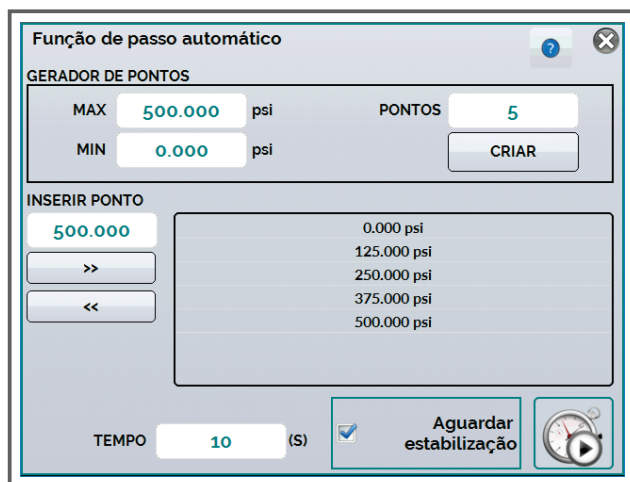 Função de passo automático
?
GERADOR DE PONTOS
MAX 500.000 psi PONTOS 5
MIN 0.000 psi CRIAR
INSERIR PONTO
500.000
>>
<<
0.000 psi
125.000 psi
250.000 psi
375.000 psi
500.000 psi
TEMPO 10 (S)
Aguardar
estabilização